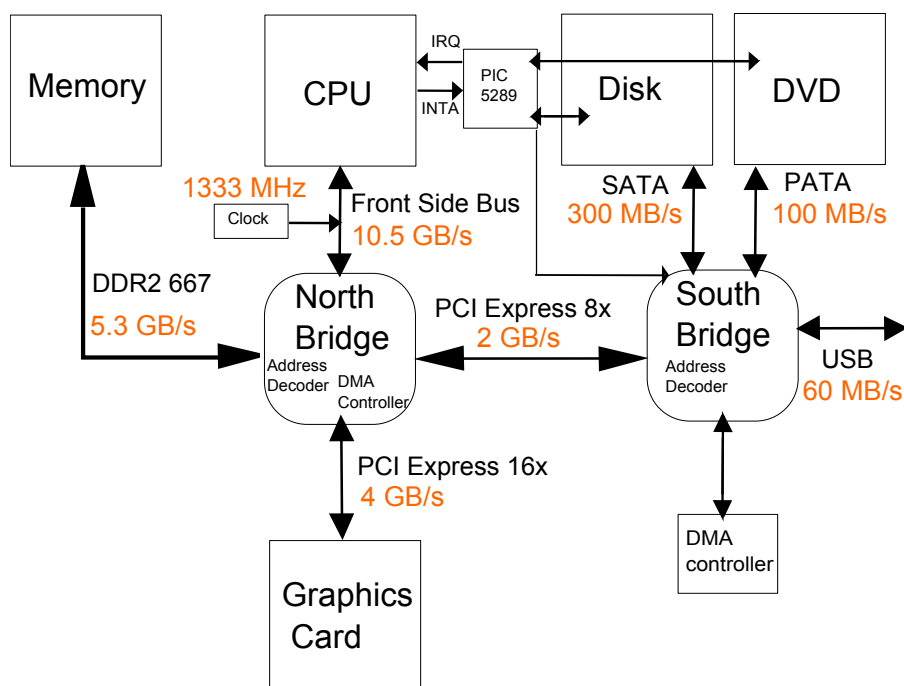 Memory
CPU
IRQ
INTA
PIC
5289
Disk
DVD
1333 MHz
Clock
Front Side Bus
10.5 GB/s
SATA
300 MB/s
PATA
100 MB/s
DDR2 667
5.3 GB/s
North
Bridge
Address
Decoder
DMA
Controller
PCI Express 8x
2 GB/s
South
Bridge
Address
Decoder
USB
60 MB/s
PCI Express 16x
4 GB/s
DMA
controller
Graphics
Card